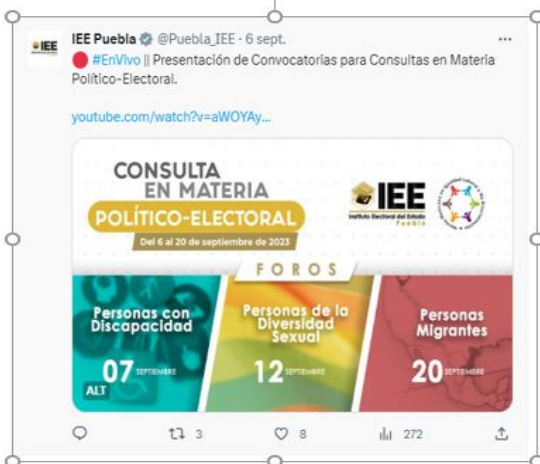 IEE Puebla @Puebla_IEE · 6 sept.
#EnVivo || Presentación de Convocatorias para Consultas en Materia
Político-Electoral.
youtube.com/watch?v=aWOYAy...
CONSULTA
EN MATERIA
POLÍTICO-ELECTORAL
Del 6 al 20 de septiembre de 2023
IEE
Instituto Electoral del Estado
Puebla
FOROS
Personas con
Discapacidad
07 SEPTIEMBRE
Personas de la
Diversidad
Sexual
12 SEPTIEMBRE
Personas
Migrantes
20 SEPTIEMBRE
ALT
3 8 272